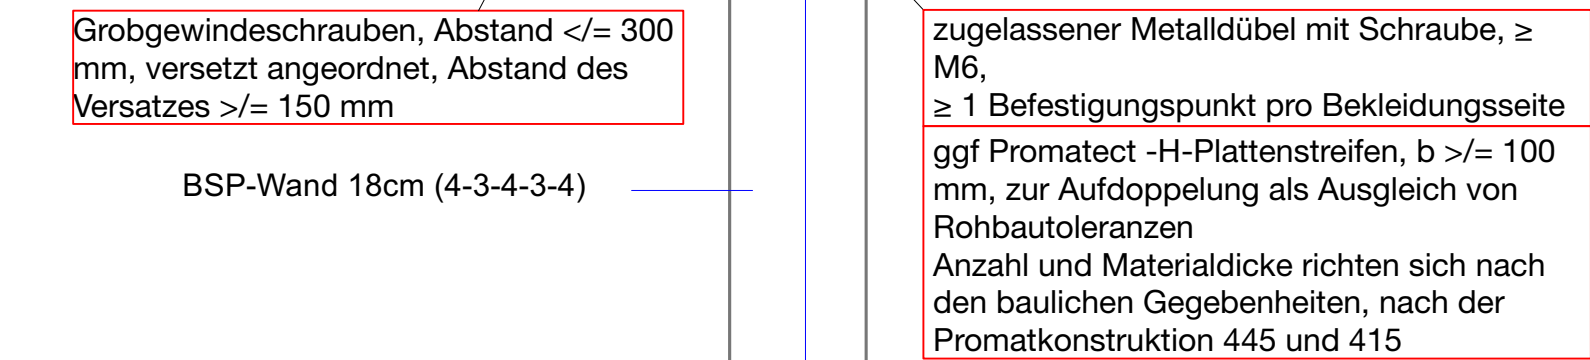 Grobgewindeschrauben, Abstand </= 300
mm, versetzt angeordnet, Abstand des
Versatzes >/= 150 mm
BSP-Wand 18cm (4-3-4-3-4)
zugelassener Metalldübel mit Schraube, ≥
M6,
≥ 1 Befestigungspunkt pro Bekleidungsseite
ggf Promatect -H-Plattenstreifen, b >/= 100
mm, zur Aufdoppelung als Ausgleich von
Rohbautoleranzen
Anzahl und Materialdicke richten sich nach
den baulichen Gegebenheiten, nach der
Promatkonstruktion 445 und 415